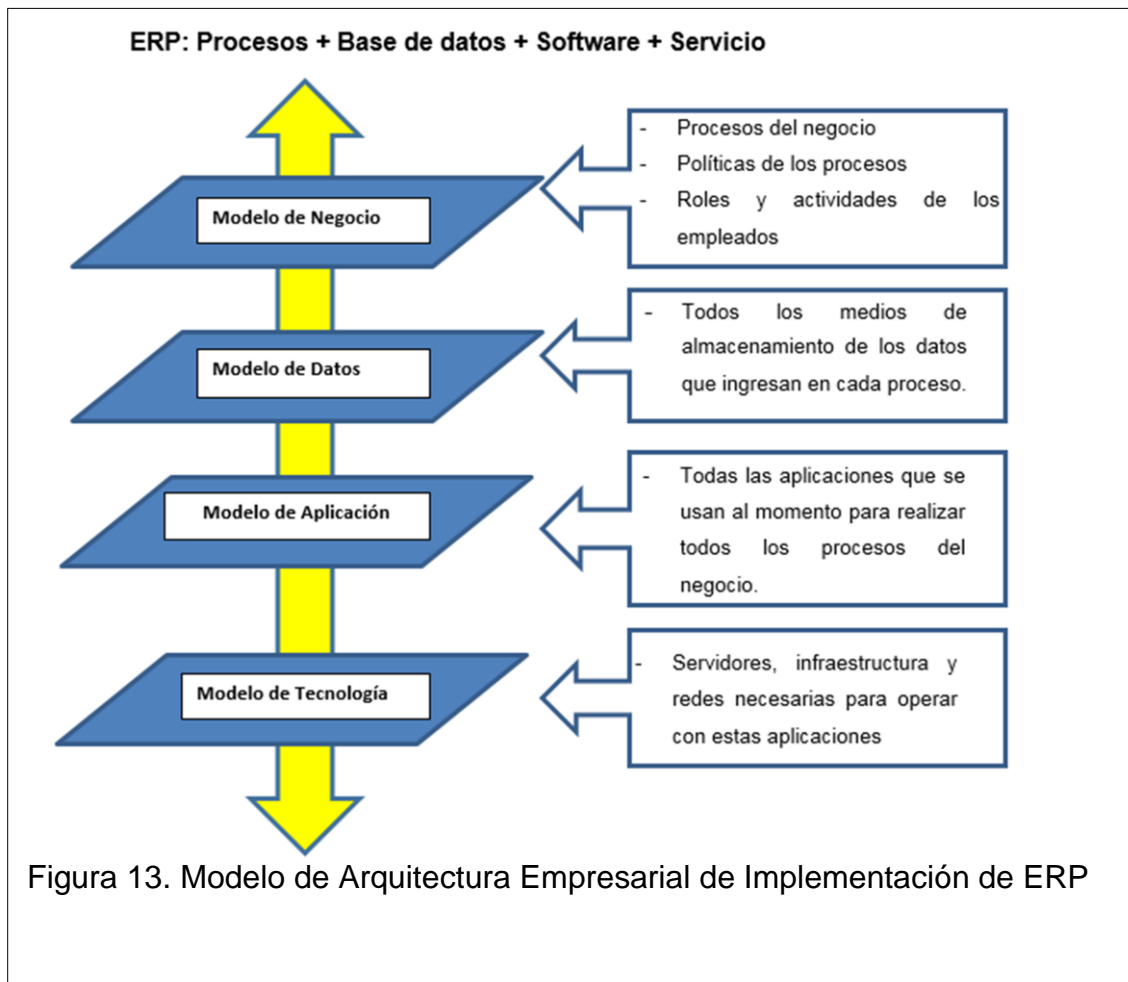 ERP: Procesos + Base de datos + Software + Servicio
Modelo de Negocio
- Procesos del negocio
- Políticas de los procesos
- Roles y actividades de los
empleados
Modelo de Datos
- Todos los medios de
almacenamiento de los datos
que ingresan en cada proceso.
Modelo de Aplicación
- Todas las aplicaciones que se
usan al momento para realizar
todos los procesos del
negocio.
Modelo de Tecnología
- Servidores, infraestructura y
redes necesarias para operar
con estas aplicaciones
Figura 13. Modelo de Arquitectura Empresarial de Implementación de ERP